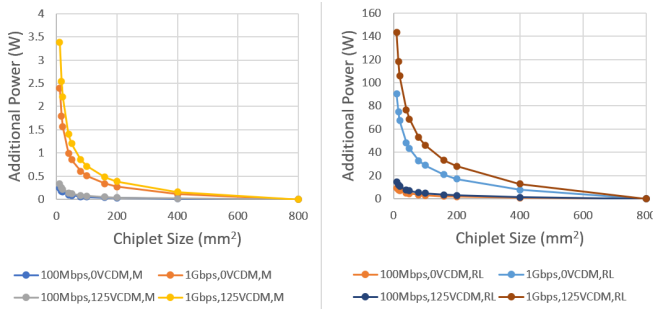 4
3.5
3
2.5
2
1.5
1
0.5
0
Additional Power (W)
0 200 400 600 800
Chiplet Size (mm²)
100Mbps,0VCDM,M 1Gbps,0VCDM,M
100Mbps,125VCDM,M 1Gbps,125VCDM,M
160
140
120
100
80
60
40
20
0
Additional Power (W)
0 200 400 600 800
Chiplet Size (mm²)
100Mbps,0VCDM,RL 1Gbps,0VCDM,RL
100Mbps,125VCDM,RL 1Gbps,125VCDM,RL